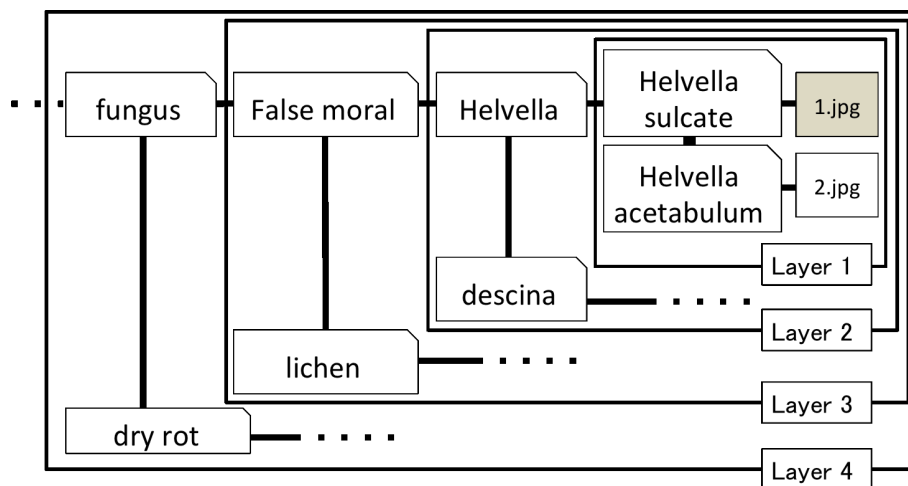 fungus
False moral
Helvella
Helvella
sulcate
1.jpg
Helvella
acetabulum
2.jpg
Layer 1
descina
Layer 2
lichen
Layer 3
dry rot
Layer 4